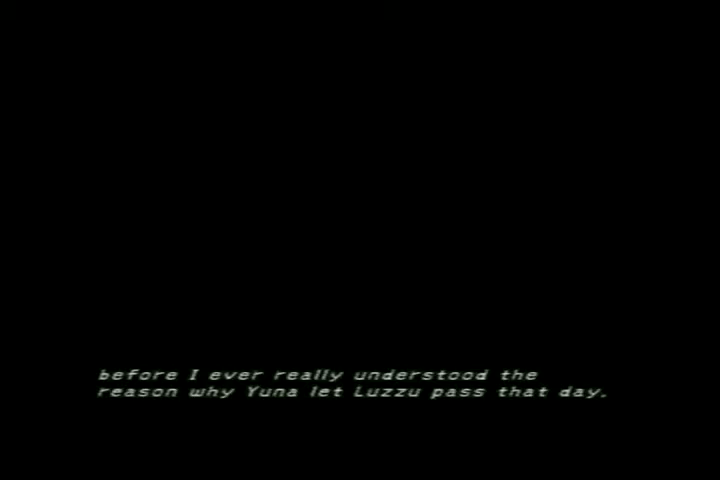 before I ever really understood the
reason why Yuna let Luzzu pass that day.